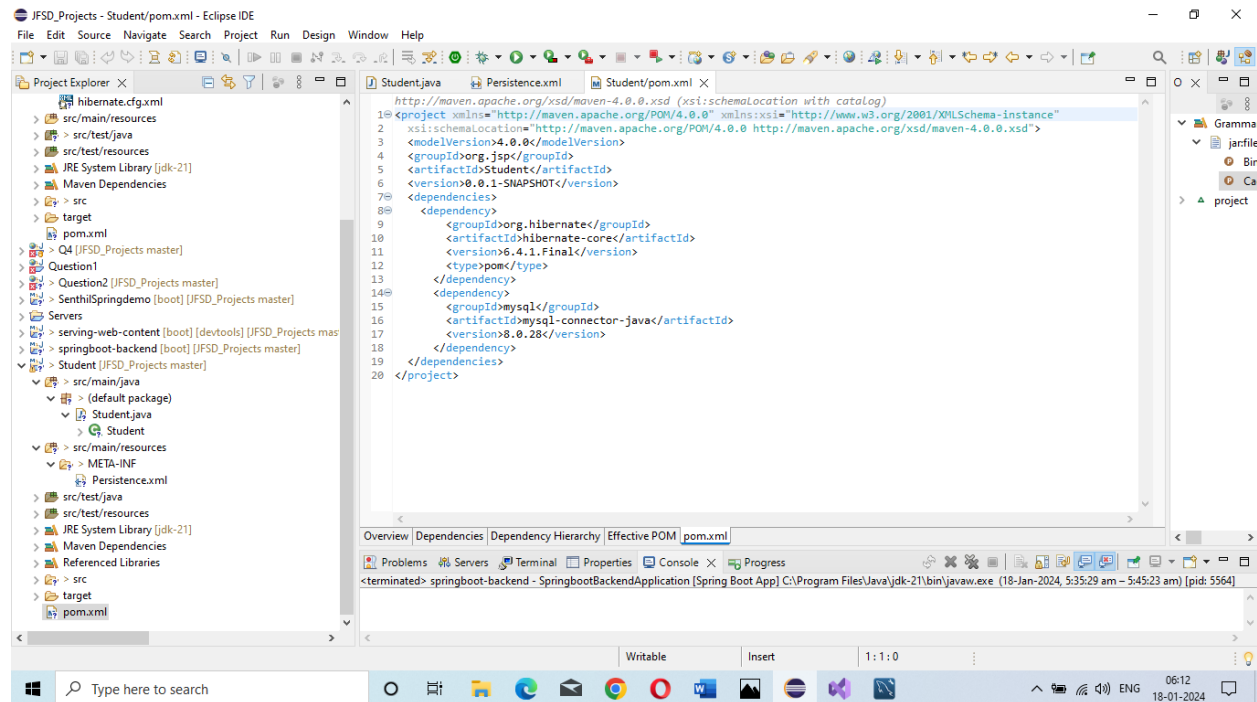 JFSD_Projects - Student/pom.xml - Eclipse IDE
File Edit Source Navigate Search Project Run Design Window Help
Project Explorer
hibernate.cfg.xml
src/main/resources
> src/test/java
src/test/resources
JRE System Library [jdk-21]
Maven Dependencies
> src
target
pom.xml
> Q4 [JFSD_Projects master]
Question1
> Question2 [JFSD_Projects master]
> SenthilSpringdemo [boot] [JFSD_Projects master]
Servers
> serving-web-content [boot] [devtools] [JFSD_Projects mas
> springboot-backend [boot] [JFSD_Projects master]
> Student [JFSD_Projects master]
> src/main/java
> (default package)
Student.java
Student
> src/main/resources
> META-INF
Persistence.xml
src/test/java
src/test/resources
JRE System Library [jdk-21]
Maven Dependencies
Referenced Libraries
> src
target
pom.xml
Student.java Persistence.xml Student/pom.xml
http://maven.apache.org/xsd/maven-4.0.0.xsd (xsi:schemaLocation with catalog)
1 <project xmlns="http://maven.apache.org/POM/4.0.0" xmlns:xsi="http://www.w3.org/2001/XMLSchema-instance"
2 xsi:schemaLocation="http://maven.apache.org/POM/4.0.0 http://maven.apache.org/xsd/maven-4.0.0.xsd">
3 <modelVersion>4.0.0</modelVersion>
4 <groupId>org.jsp</groupId>
5 <artifactId>Student</artifactId>
6 <version>0.0.1-SNAPSHOT</version>
7 <dependencies>
8 <dependency>
9 <groupId>org.hibernate</groupId>
10 <artifactId>hibernate-core</artifactId>
11 <version>6.4.1.Final</version>
12 <type>pom</type>
13 </dependency>
14 <dependency>
15 <groupId>mysql</groupId>
16 <artifactId>mysql-connector-java</artifactId>
17 <version>8.0.28</version>
18 </dependency>
19 </dependencies>
20 </project>
Overview Dependencies Dependency Hierarchy Effective POM pom.xml
O
Gramma
jar:file
Bin
Ca
project
Problems Servers Terminal Properties Console Progress
<terminated> springboot-backend - SpringbootBackendApplication [Spring Boot App] C:\Program Files\Java\jdk-21\bin\javaw.exe (18-Jan-2024, 5:35:29 am – 5:45:23 am) [pid: 5564]
Writable Insert 1 : 1 : 0
Type here to search
ENG
06:12
18-01-2024